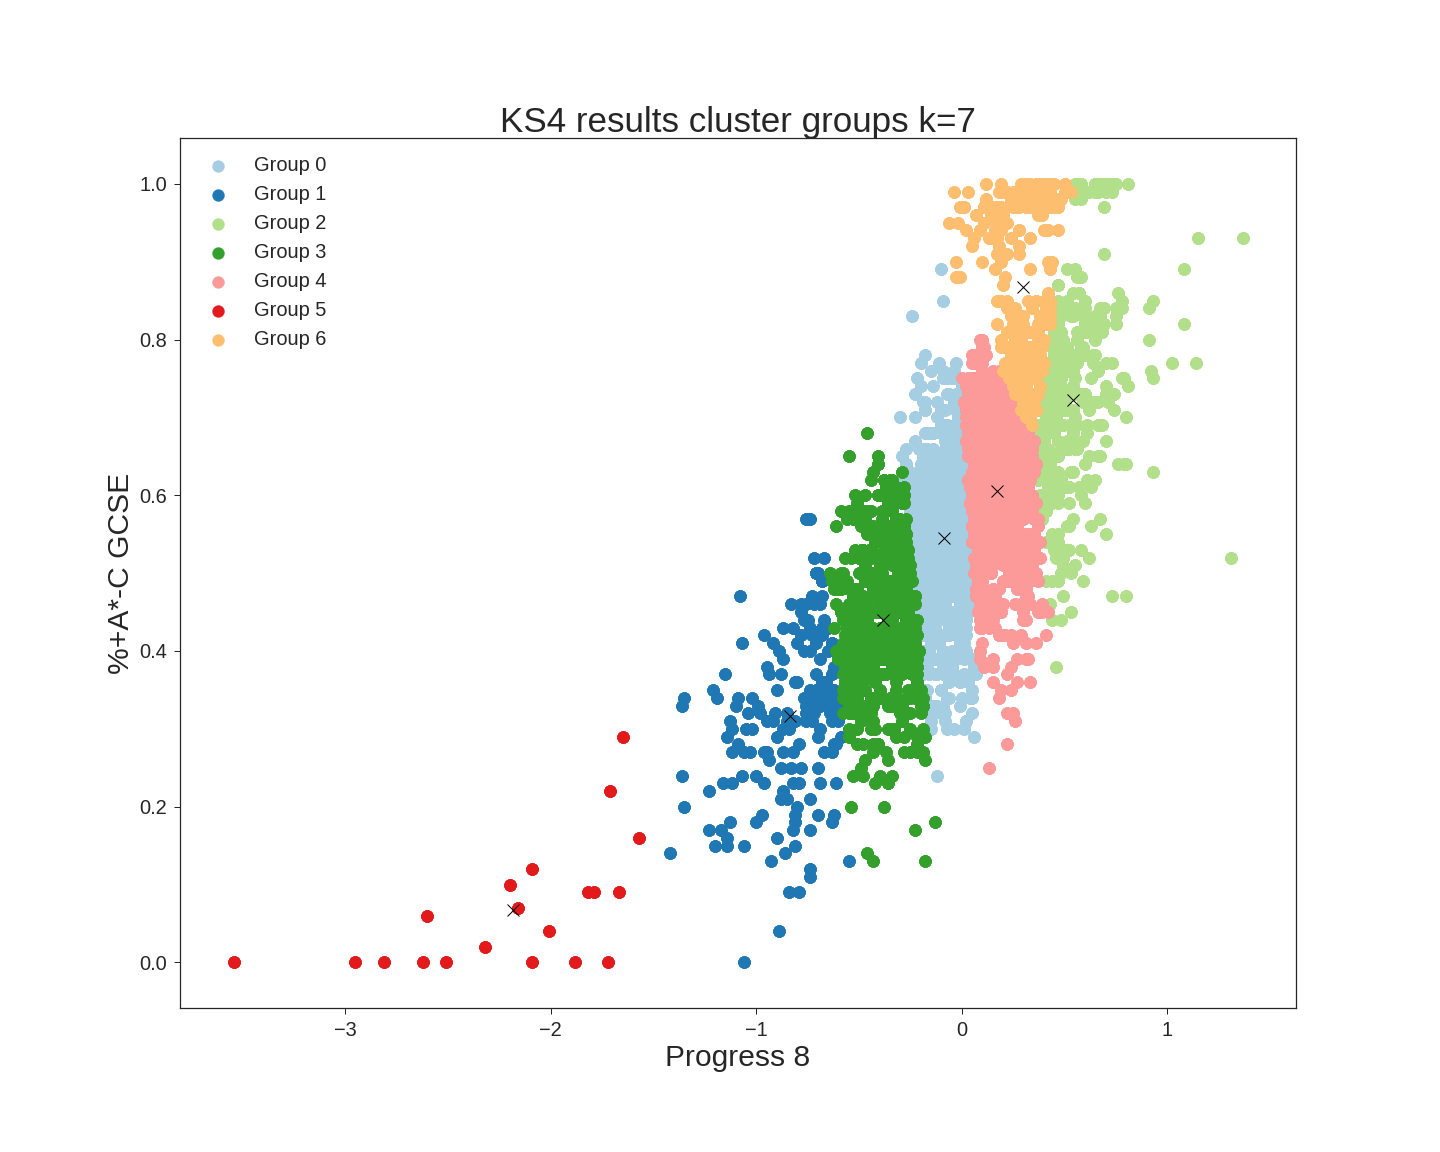 KS4 results cluster groups k=7
Group 0
Group 1
Group 2
Group 3
Group 4
Group 5
Group 6
1.0
0.8
0.6
0.4
0.2
0.0
%+A*-C GCSE
−3 −2 −1 0 1
Progress 8